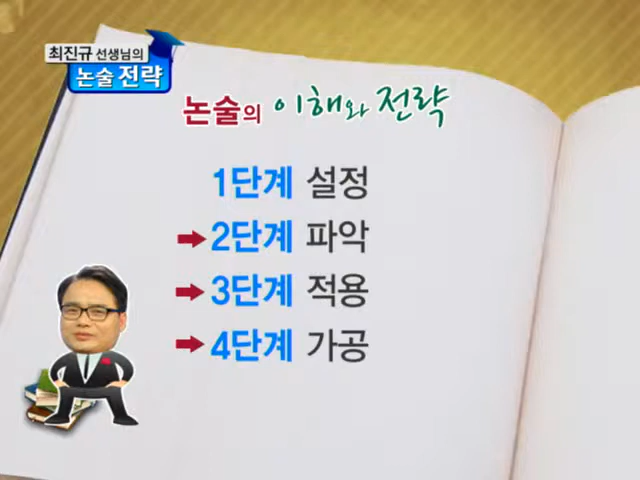 최진규 선생님의
논술 전략
논술의 이해와 전략
1단계 설정
➡2단계 파악
➡3단계 적용
➡4단계 가공